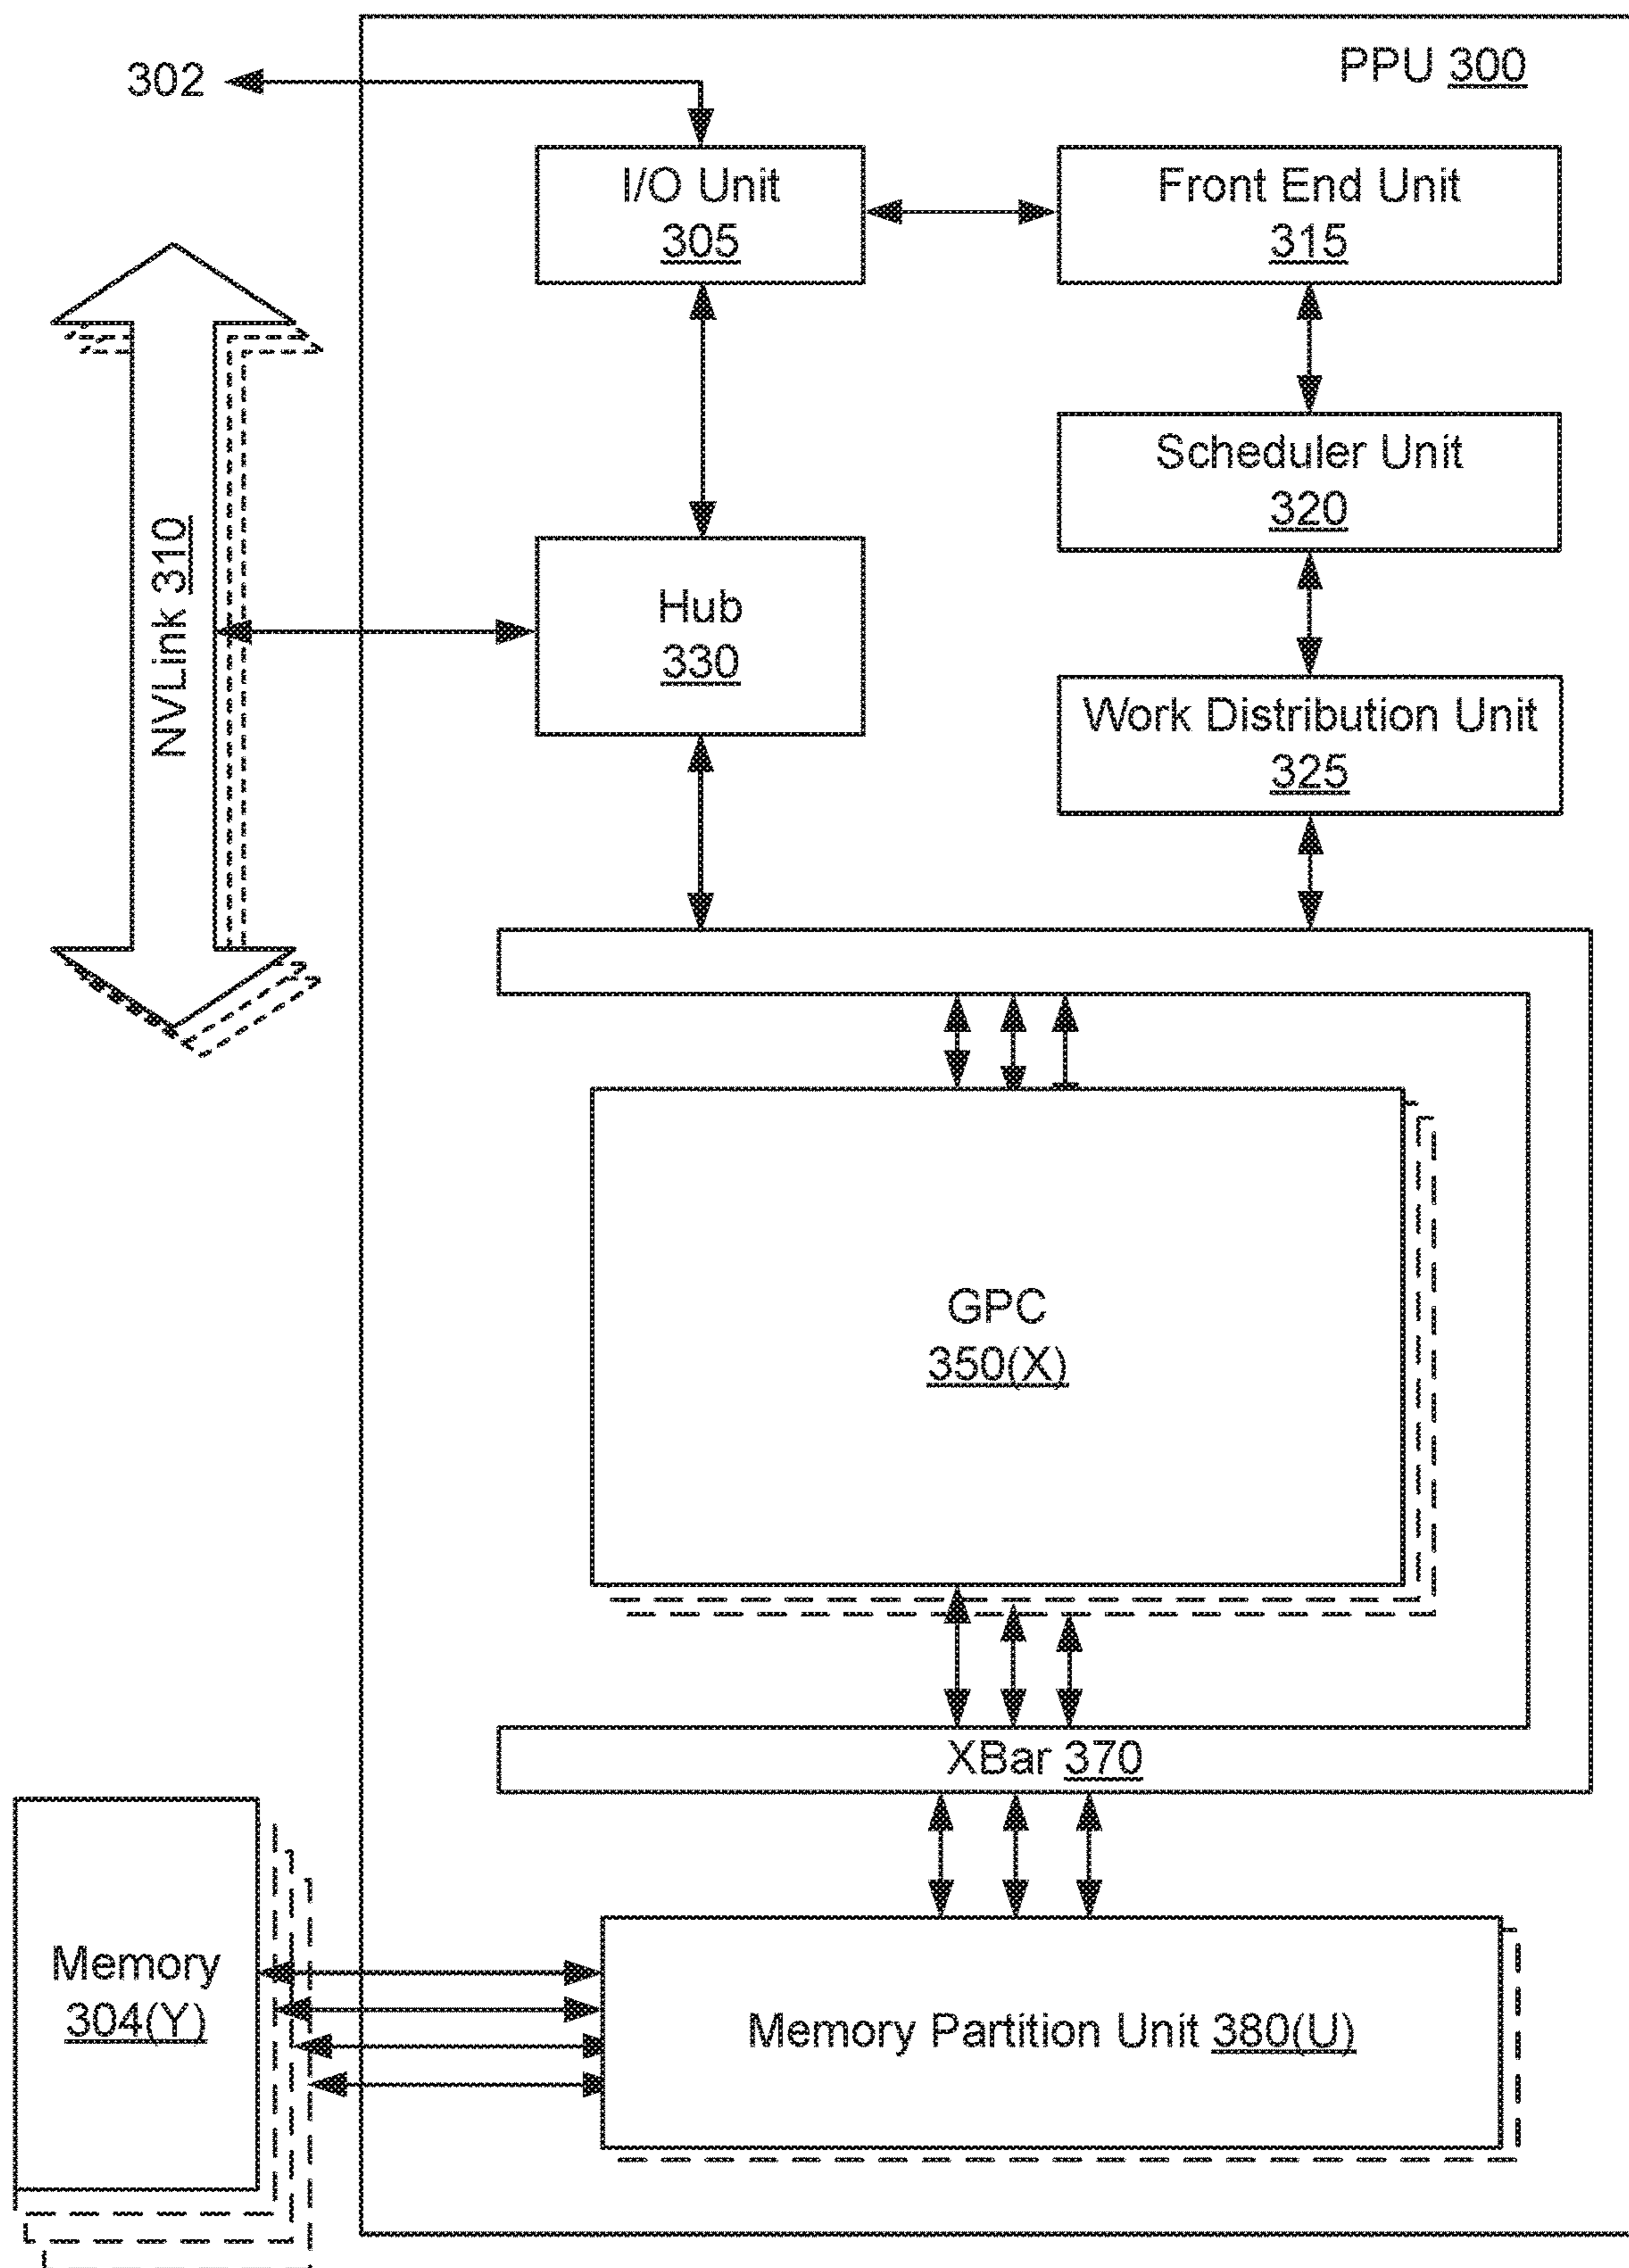 PPU 300
302
I/O Unit
305
Front End Unit
315
Scheduler Unit
320
NVLink 310
Hub
330
Work Distribution Unit
325
GPC
350(X)
XBar 370
Memory
304(Y)
Memory Partition Unit 380(U)